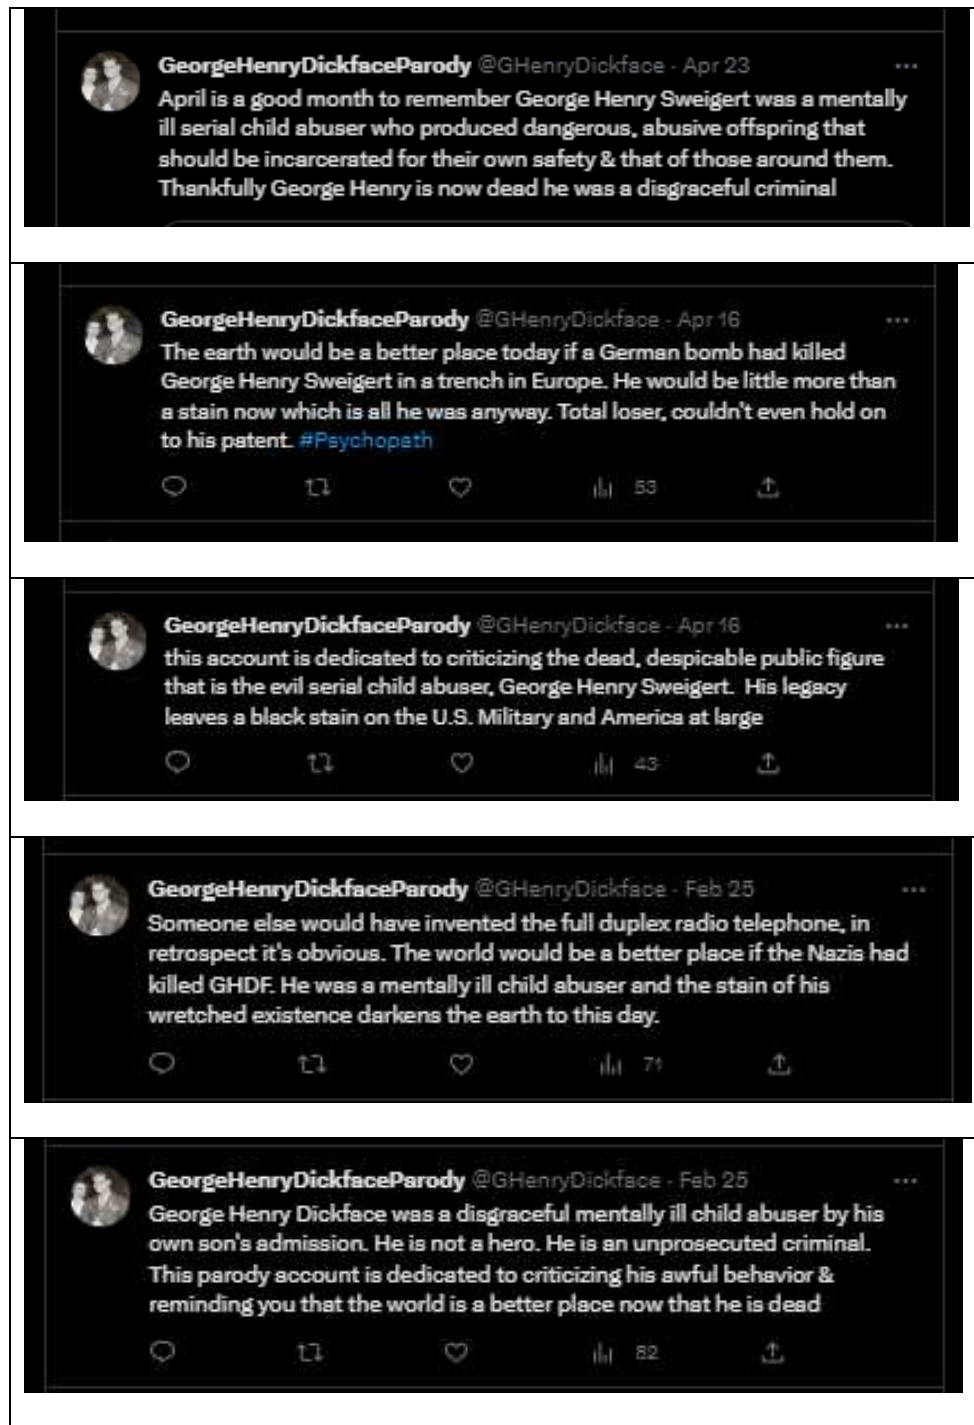 GeorgeHenryDickfaceParody @GHenryDickface · Apr 23
April is a good month to remember George Henry Sweigert was a mentally
ill serial child abuser who produced dangerous, abusive offspring that
should be incarcerated for their own safety & that of those around them.
Thankfully George Henry is now dead he was a disgraceful criminal
GeorgeHenryDickfaceParody @GHenryDickface · Apr 16
The earth would be a better place today if a German bomb had killed
George Henry Sweigert in a trench in Europe. He would be little more than
a stain now which is all he was anyway. Total loser, couldn't even hold on
to his patent. #Psychopath
53
GeorgeHenryDickfaceParody @GHenryDickface · Apr 16
this account is dedicated to criticizing the dead, despicable public figure
that is the evil serial child abuser, George Henry Sweigert. His legacy
leaves a black stain on the U.S. Military and America at large
43
GeorgeHenryDickfaceParody @GHenryDickface · Feb 25
Someone else would have invented the full duplex radio telephone, in
retrospect it's obvious. The world would be a better place if the Nazis had
killed GHDF. He was a mentally ill child abuser and the stain of his
wretched existence darkens the earth to this day.
71
GeorgeHenryDickfaceParody @GHenryDickface · Feb 25
George Henry Dickface was a disgraceful mentally ill child abuser by his
own son's admission. He is not a hero. He is an unprosecuted criminal.
This parody account is dedicated to criticizing his awful behavior &
reminding you that the world is a better place now that he is dead
82